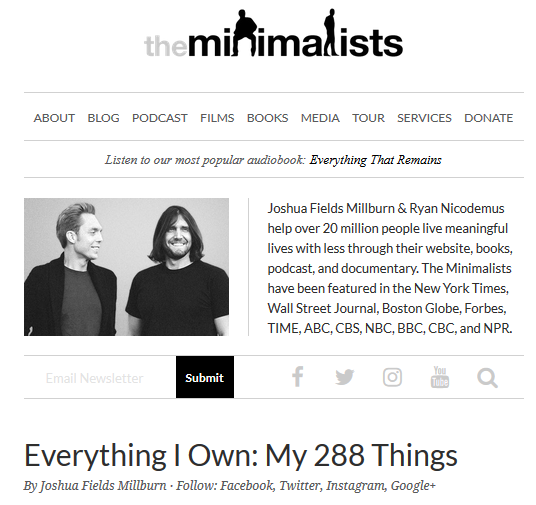 theminimalists
ABOUT BLOG PODCAST FILMS BOOKS MEDIA TOUR SERVICES DONATE
Listen to our most popular audiobook: Everything That Remains
Joshua Fields Millburn & Ryan Nicodemus
help over 20 million people live meaningful
lives with less through their website, books,
podcast, and documentary. The Minimalists
have been featured in the New York Times,
Wall Street Journal, Boston Globe, Forbes,
TIME, ABC, CBS, NBC, BBC, CBC, and NPR.
Email Newsletter Submit You Tube
Everything I Own: My 288 Things
By Joshua Fields Millburn · Follow: Facebook, Twitter, Instagram, Google+